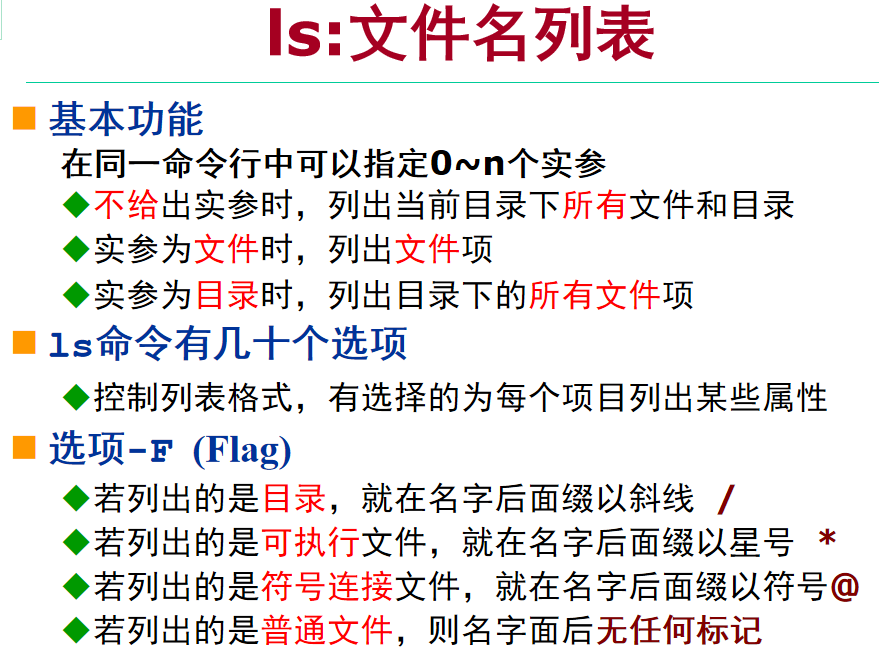 ls:文件名列表
基本功能
在同一命令行中可以指定0~n个实参
不给出实参时，列出当前目录下所有文件和目录
实参为文件时，列出文件项
实参为目录时，列出目录下的所有文件项
ls命令有几十个选项
控制列表格式，有选择的为每个项目列出某些属性
选项-F (Flag)
若列出的是目录，就在名字后面缀以斜线 /
若列出的是可执行文件，就在名字后面缀以星号 *
若列出的是符号连接文件，就在名字后面缀以符号@
若列出的是普通文件，则名字面后无任何标记